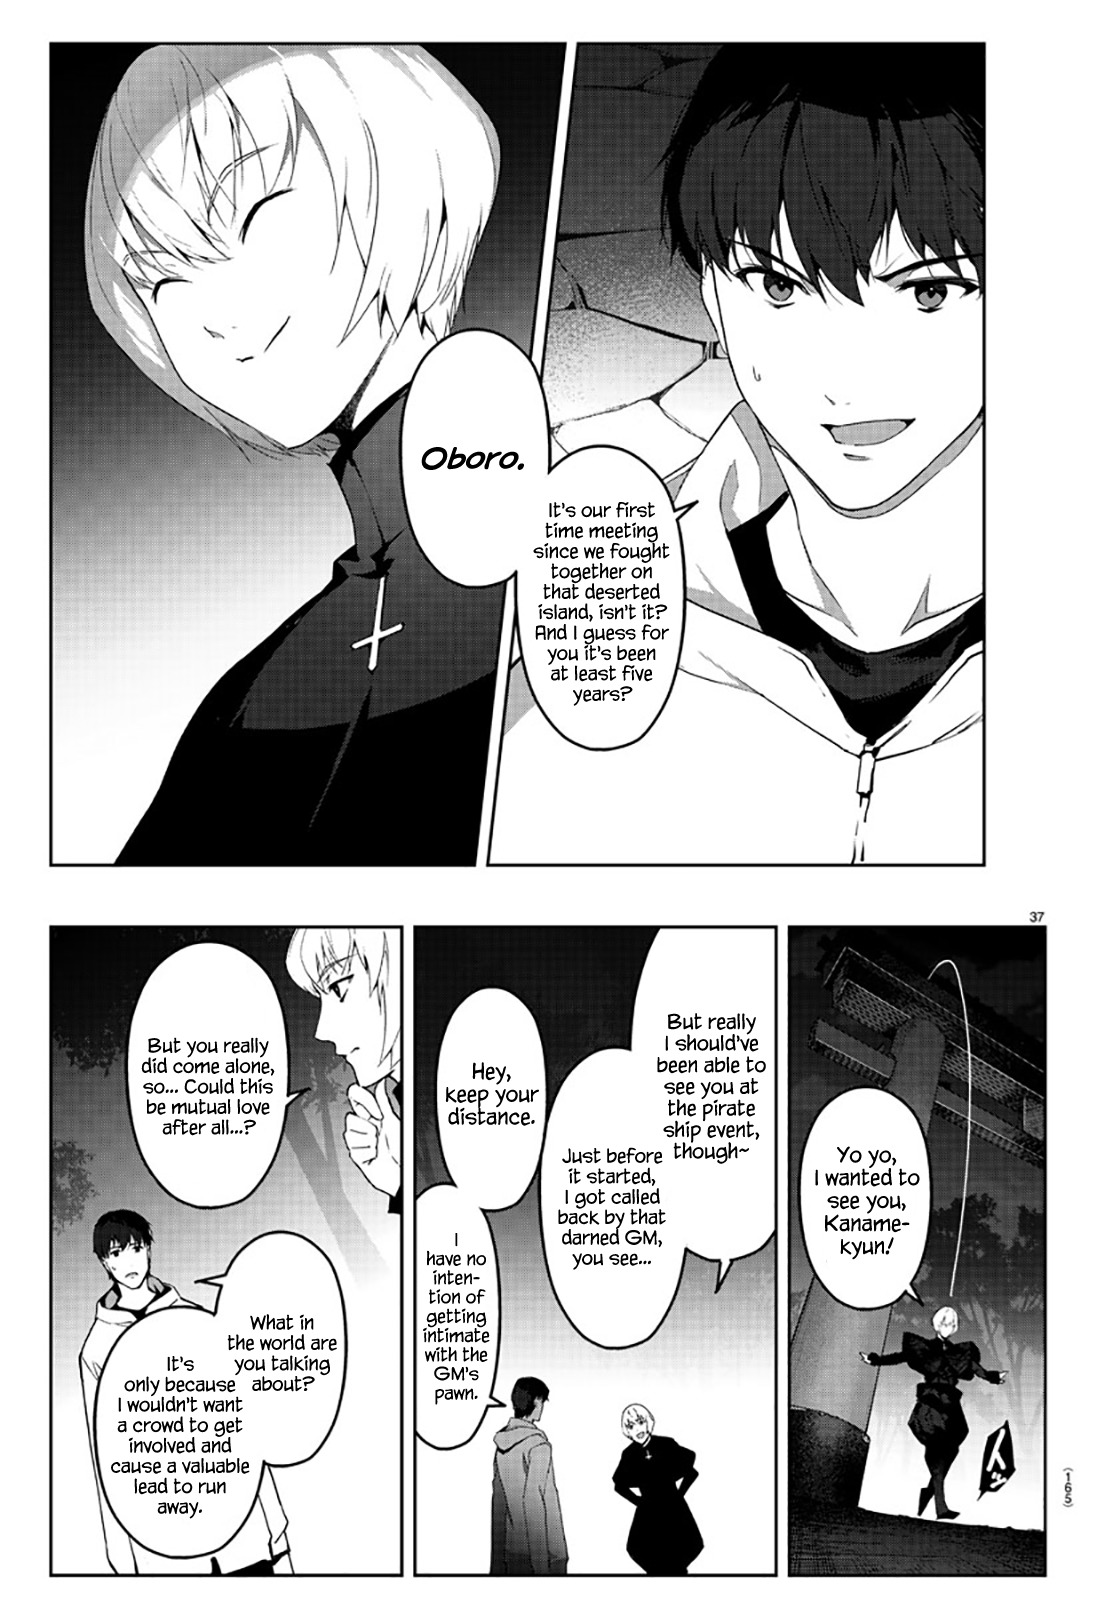 Oboro.
It's our first
time meeting
since we fought
together on
that deserted
island, isn't it?
And I guess for
you it's been
at least five
years?
37
Yo yo,
I wanted to
see you,
Kaname-
kyun!
トッ
But really
I should've
been able to
see you at
the pirate
ship event,
though~
Just before
it started,
I got called
back by that
darned GM,
you see...
Hey,
keep your
distance.
I
have no
inten-
tion of
getting
intimate
with the
GM's
pawn.
But you really
did come alone,
so... Could this
be mutual love
after all...?
What in
the world are
you talking
about?
It's
only because
I wouldn't want
a crowd to get
involved and
cause a valuable
lead to run
away.
(165)